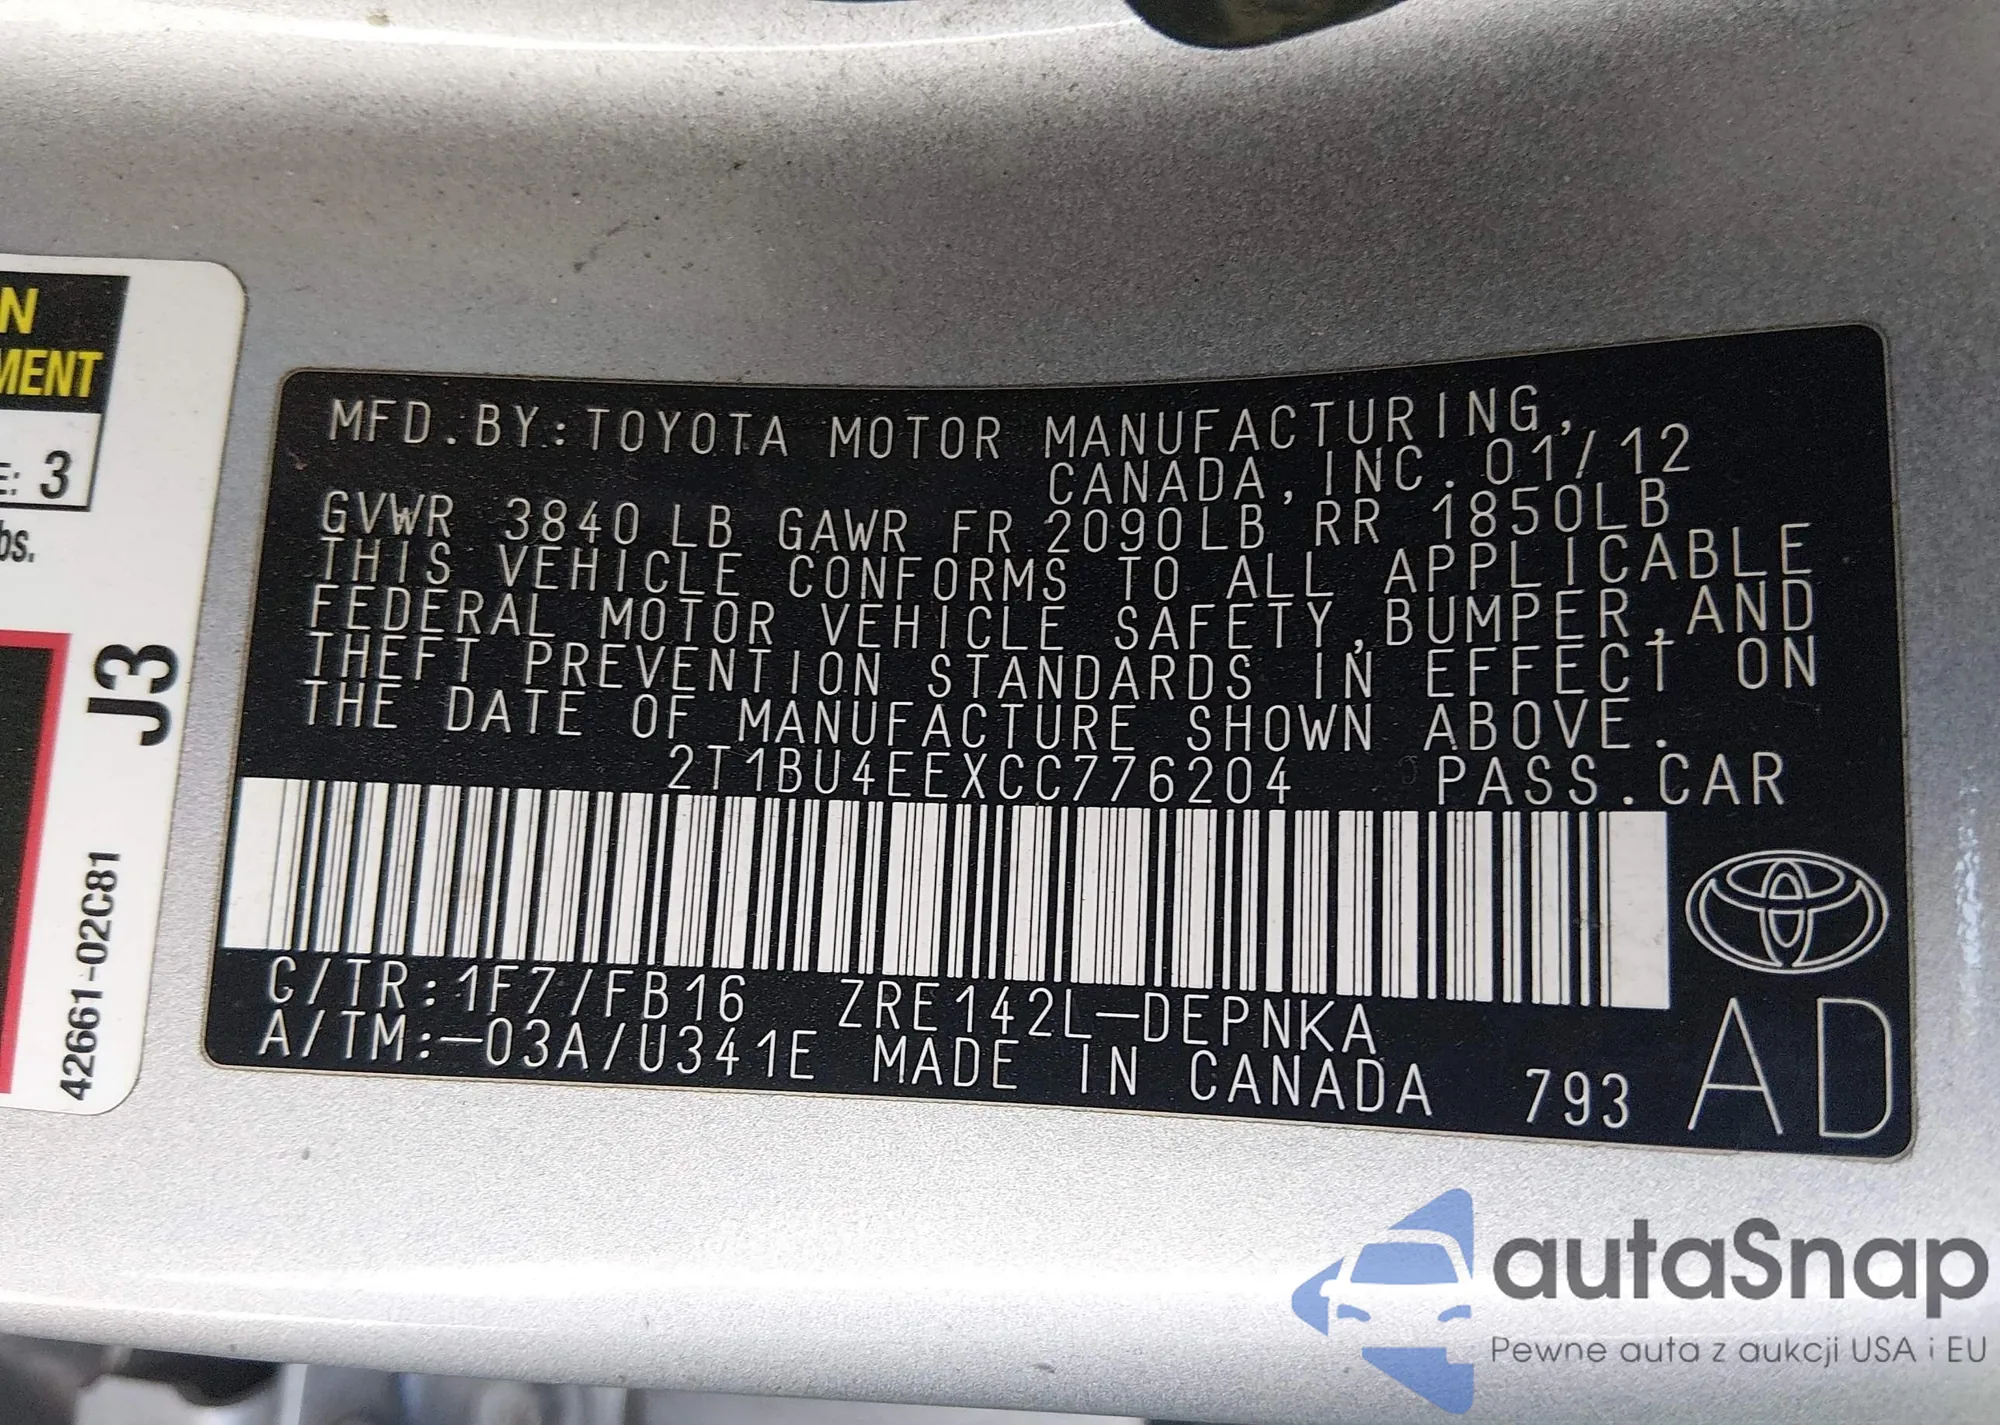 N
MENT
E: 3
bs.
J3
42661-02C81
MFD.BY:TOYOTA MOTOR MANUFACTURING,
CANADA, INC. 01/12
GVWR 3840 LB GAWR FR 2090LB RR 1850LB
THIS VEHICLE CONFORMS TO ALL APPLICABLE
FEDERAL MOTOR VEHICLE SAFETY, BUMPER, AND
THEFT PREVENTION STANDARDS IN EFFECT ON
THE DATE OF MANUFACTURE SHOWN ABOVE.
2T1BU4EEXCC776204 PASS.CAR
C/TR:1F7/FB16 ZRE142L-DEPNKA
A/TM:-03A/U341E MADE IN CANADA 793
AD
autaSnap
Pewne auta z aukcji USA i EU